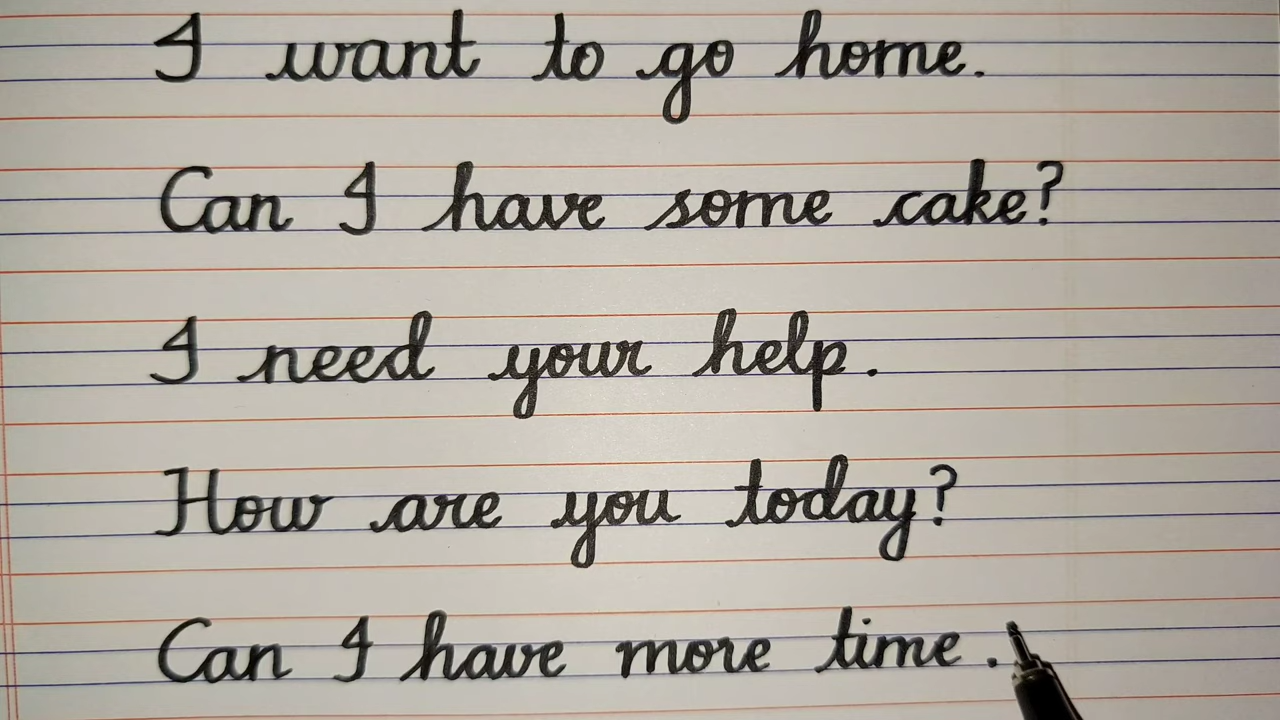 I want to go home.
Can I have some cake?
I need your help.
How are you today?
Can I have more time.